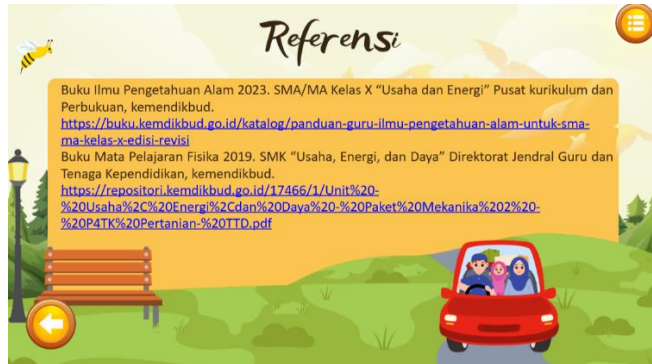 Referensi
Buku Ilmu Pengetahuan Alam 2023. SMA/MA Kelas X “Usaha dan Energi” Pusat kurikulum dan
Perbukuan, kemendikbud.
https://buku.kemdikbud.go.id/katalog/panduan-guru-ilmu-pengetahuan-alam-untuk-sma-
ma-kelas-x-edisi-revisi
Buku Mata Pelajaran Fisika 2019. SMK “Usaha, Energi, dan Daya” Direktorat Jendral Guru dan
Tenaga Kependidikan, kemendikbud.
https://repositori.kemdikbud.go.id/17466/1/Unit%20-
%20Usaha%2C%20Energi%2Cdan%20Daya%20-%20Paket%20Mekanika%202%20-
%20P4TK%20Pertanian-%20TTD.pdf